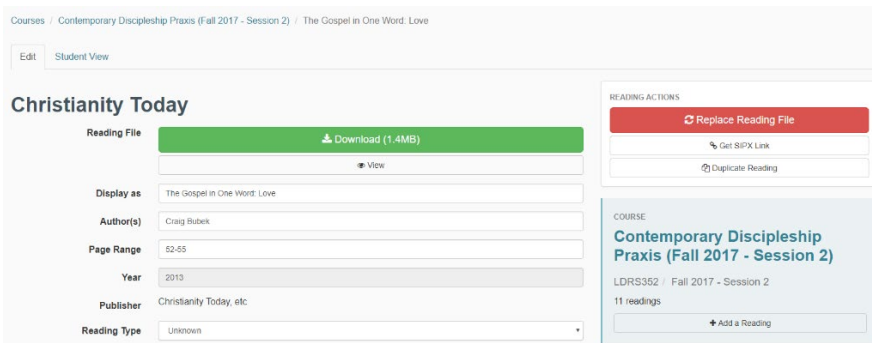 Courses / Contemporary Discipleship Praxis (Fall 2017 - Session 2) / The Gospel in One Word: Love
Edit Student View
Christianity Today
Reading File Download (1.4MB)
View
Display as The Gospel in One Word: Love
Author(s) Craig Bubek
Page Range 52-55
Year 2013
Publisher Christianity Today, etc
Reading Type Unknown
READING ACTIONS
Replace Reading File
Get SIPX Link
Duplicate Reading
COURSE
Contemporary Discipleship
Praxis (Fall 2017 - Session 2)
LDRS352 / Fall 2017 - Session 2
11 readings
+ Add a Reading